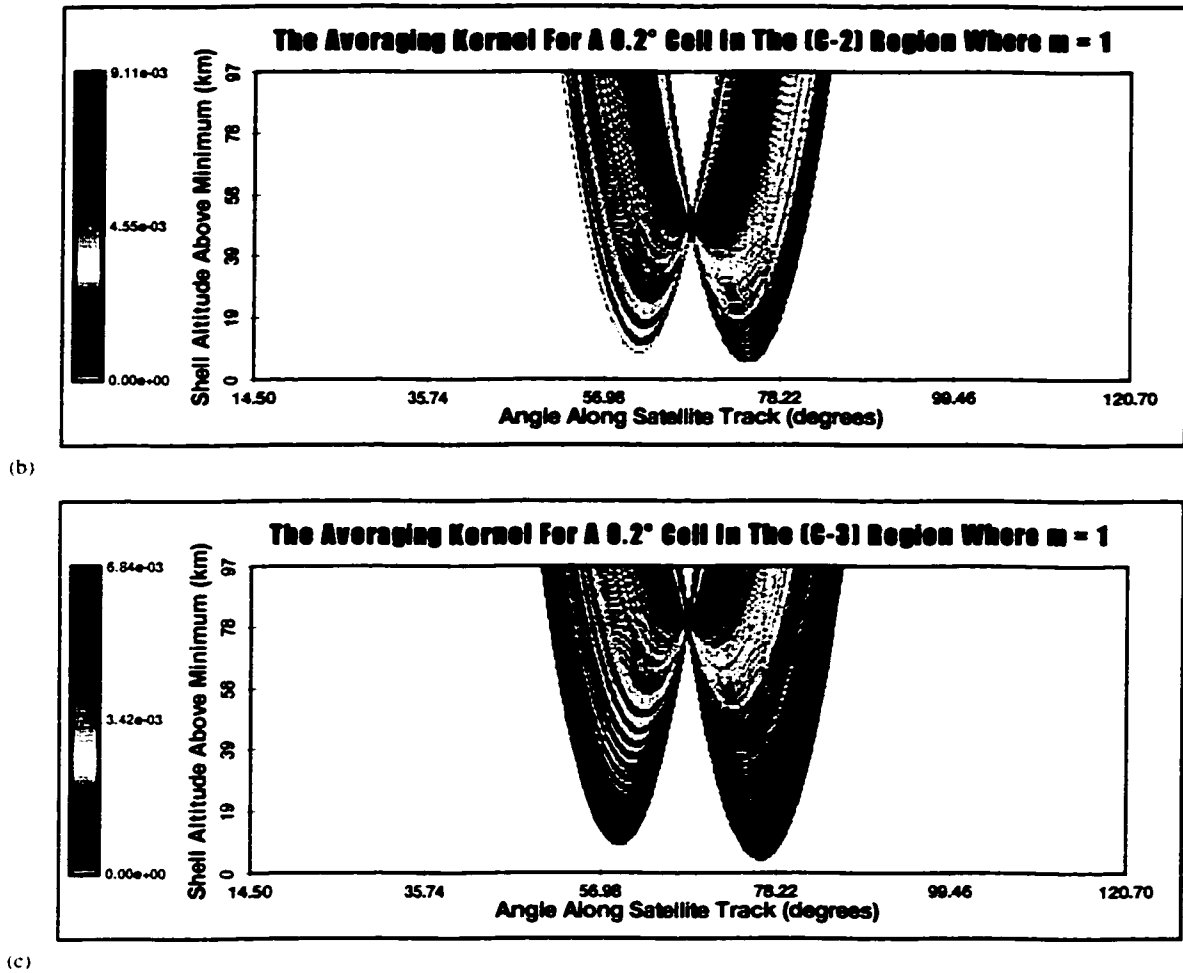 The Averaging Kernel For A 0.2° Cell In The (C-2) Region Where m = 1
9.11e-03
4.55e-03
0.00e+00
Shell Altitude Above Minimum (km)
97
78
58
39
19
0
14.50
35.74
56.98
78.22
99.46
120.70
Angle Along Satellite Track (degrees)
(b)
The Averaging Kernel For A 0.2° Cell In The (C-3) Region Where m = 1
6.84e-03
3.42e-03
0.00e+00
Shell Altitude Above Minimum (km)
97
78
58
39
19
0
14.50
35.74
56.98
78.22
99.46
120.70
Angle Along Satellite Track (degrees)
(c)